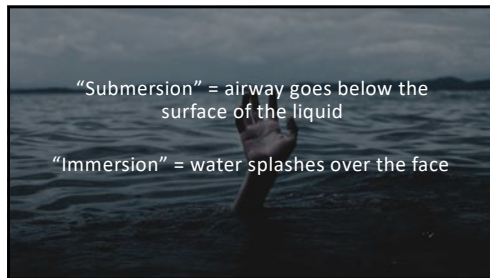 “Submersion” = airway goes below the
surface of the liquid
“Immersion” = water splashes over the face